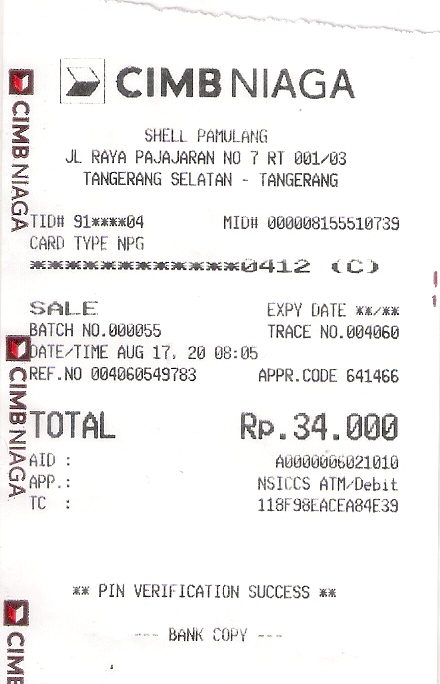 CIMB NIAGA
SHELL PAMULANG
JL RAYA PAJAJARAN NO 7 RT 001/03
TANGERANG SELATAN - TANGERANG
TID# 91****04 MID# 000008155510739
CARD TYPE NPG
****************0412 (C)
SALE EXPY DATE **/**
BATCH NO.000055 TRACE NO.004060
DATE/TIME AUG 17, 20 08:05
REF.NO 004060549783 APPR.CODE 641466
TOTAL Rp.34.000
AID : A0000006021010
APP.: NSICCS ATM/Debit
TC : 118F98EACEA84E39
** PIN VERIFICATION SUCCESS **
--- BANK COPY ---
CIMB NIAGA
CIMB NIAGA
CIMB